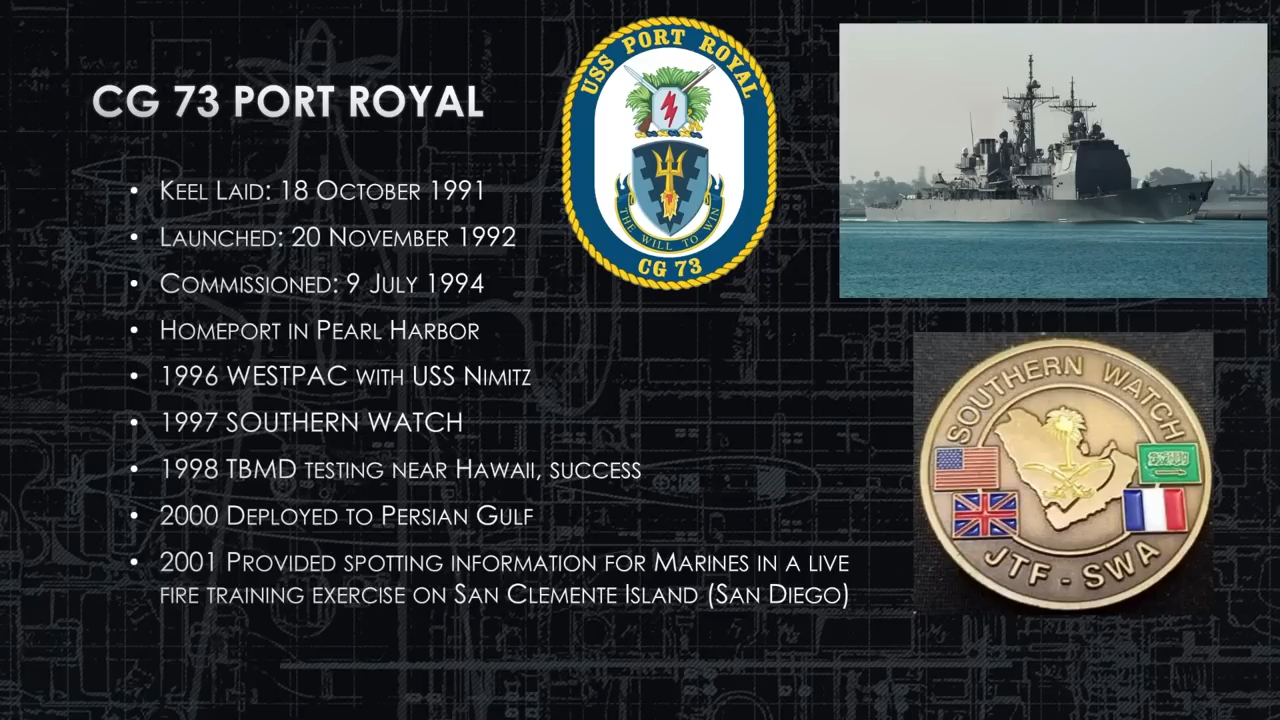 CG 73 PORT ROYAL
• KEEL LAID: 18 OCTOBER 1991
• LAUNCHED: 20 NOVEMBER 1992
• COMMISSIONED: 9 JULY 1994
• HOMEPORT IN PEARL HARBOR
• 1996 WESTPAC WITH USS NIMITZ
• 1997 SOUTHERN WATCH
• 1998 TBMD TESTING NEAR HAWAII, SUCCESS
• 2000 DEPLOYED TO PERSIAN GULF
• 2001 PROVIDED SPOTTING INFORMATION FOR MARINES IN A LIVE
FIRE TRAINING EXERCISE ON SAN CLEMENTE ISLAND (SAN DIEGO)
USS PORT ROYAL
THE WILL TO WIN
CG 73
SOUTHERN WATCH
JTF - SWA